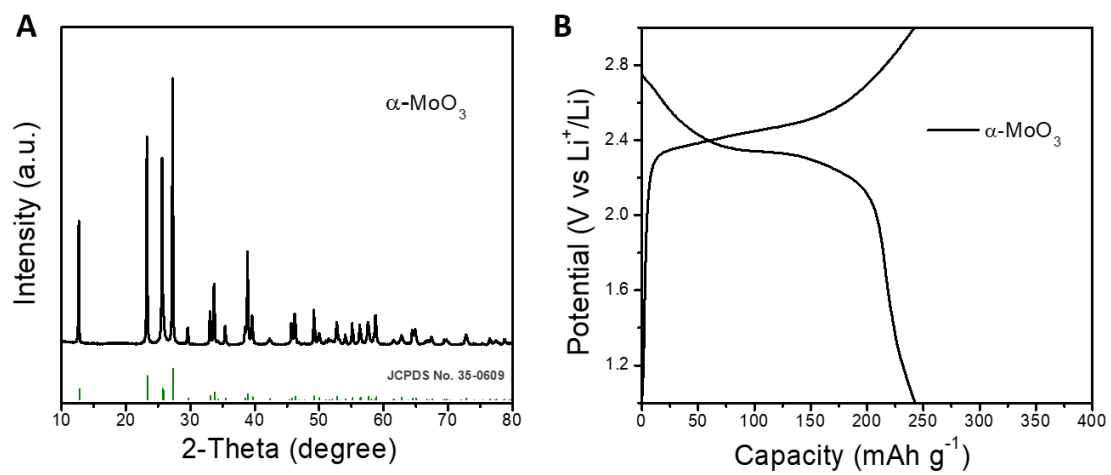 A
Intensity (a.u.)
α-MoO₃
JCPDS No. 35-0609
10 20 30 40 50 60 70 80
2-Theta (degree)
B
Potential (V vs Li⁺/Li)
2.8
2.4
2.0
1.6
1.2
α-MoO₃
0 50 100 150 200 250 300 350 400
Capacity (mAh g⁻¹)